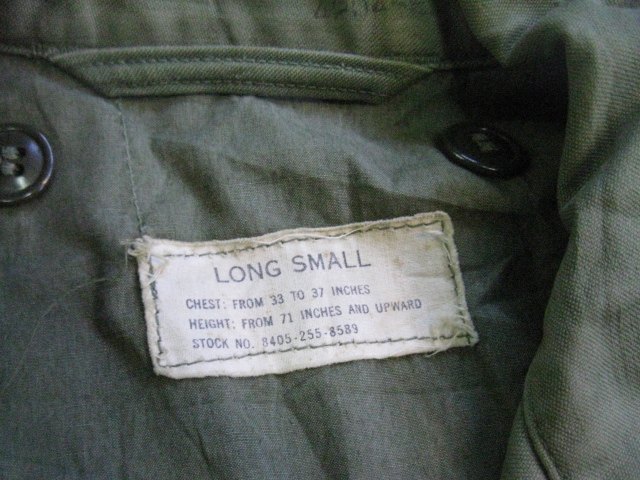 LONG SMALL
CHEST: FROM 33 TO 37 INCHES
HEIGHT: FROM 71 INCHES AND UPWARD
STOCK NO. 8405-255-8589